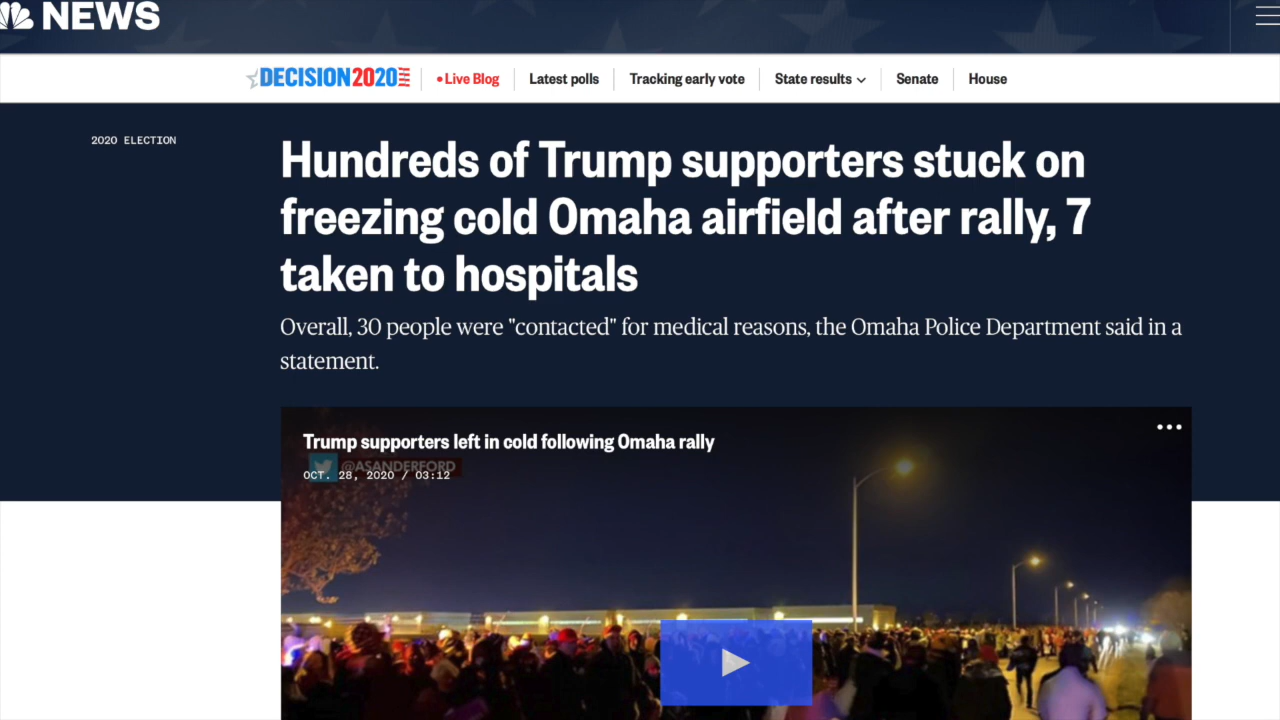 NEWS
DECISION 2020
• Live Blog
Latest polls
Tracking early vote
State results
Senate
House
2020 ELECTION
Hundreds of Trump supporters stuck on
freezing cold Omaha airfield after rally, 7
taken to hospitals
Overall, 30 people were "contacted" for medical reasons, the Omaha Police Department said in a
statement.
Trump supporters left in cold following Omaha rally
@ASANDERFORD
OCT. 28, 2020 / 03:12